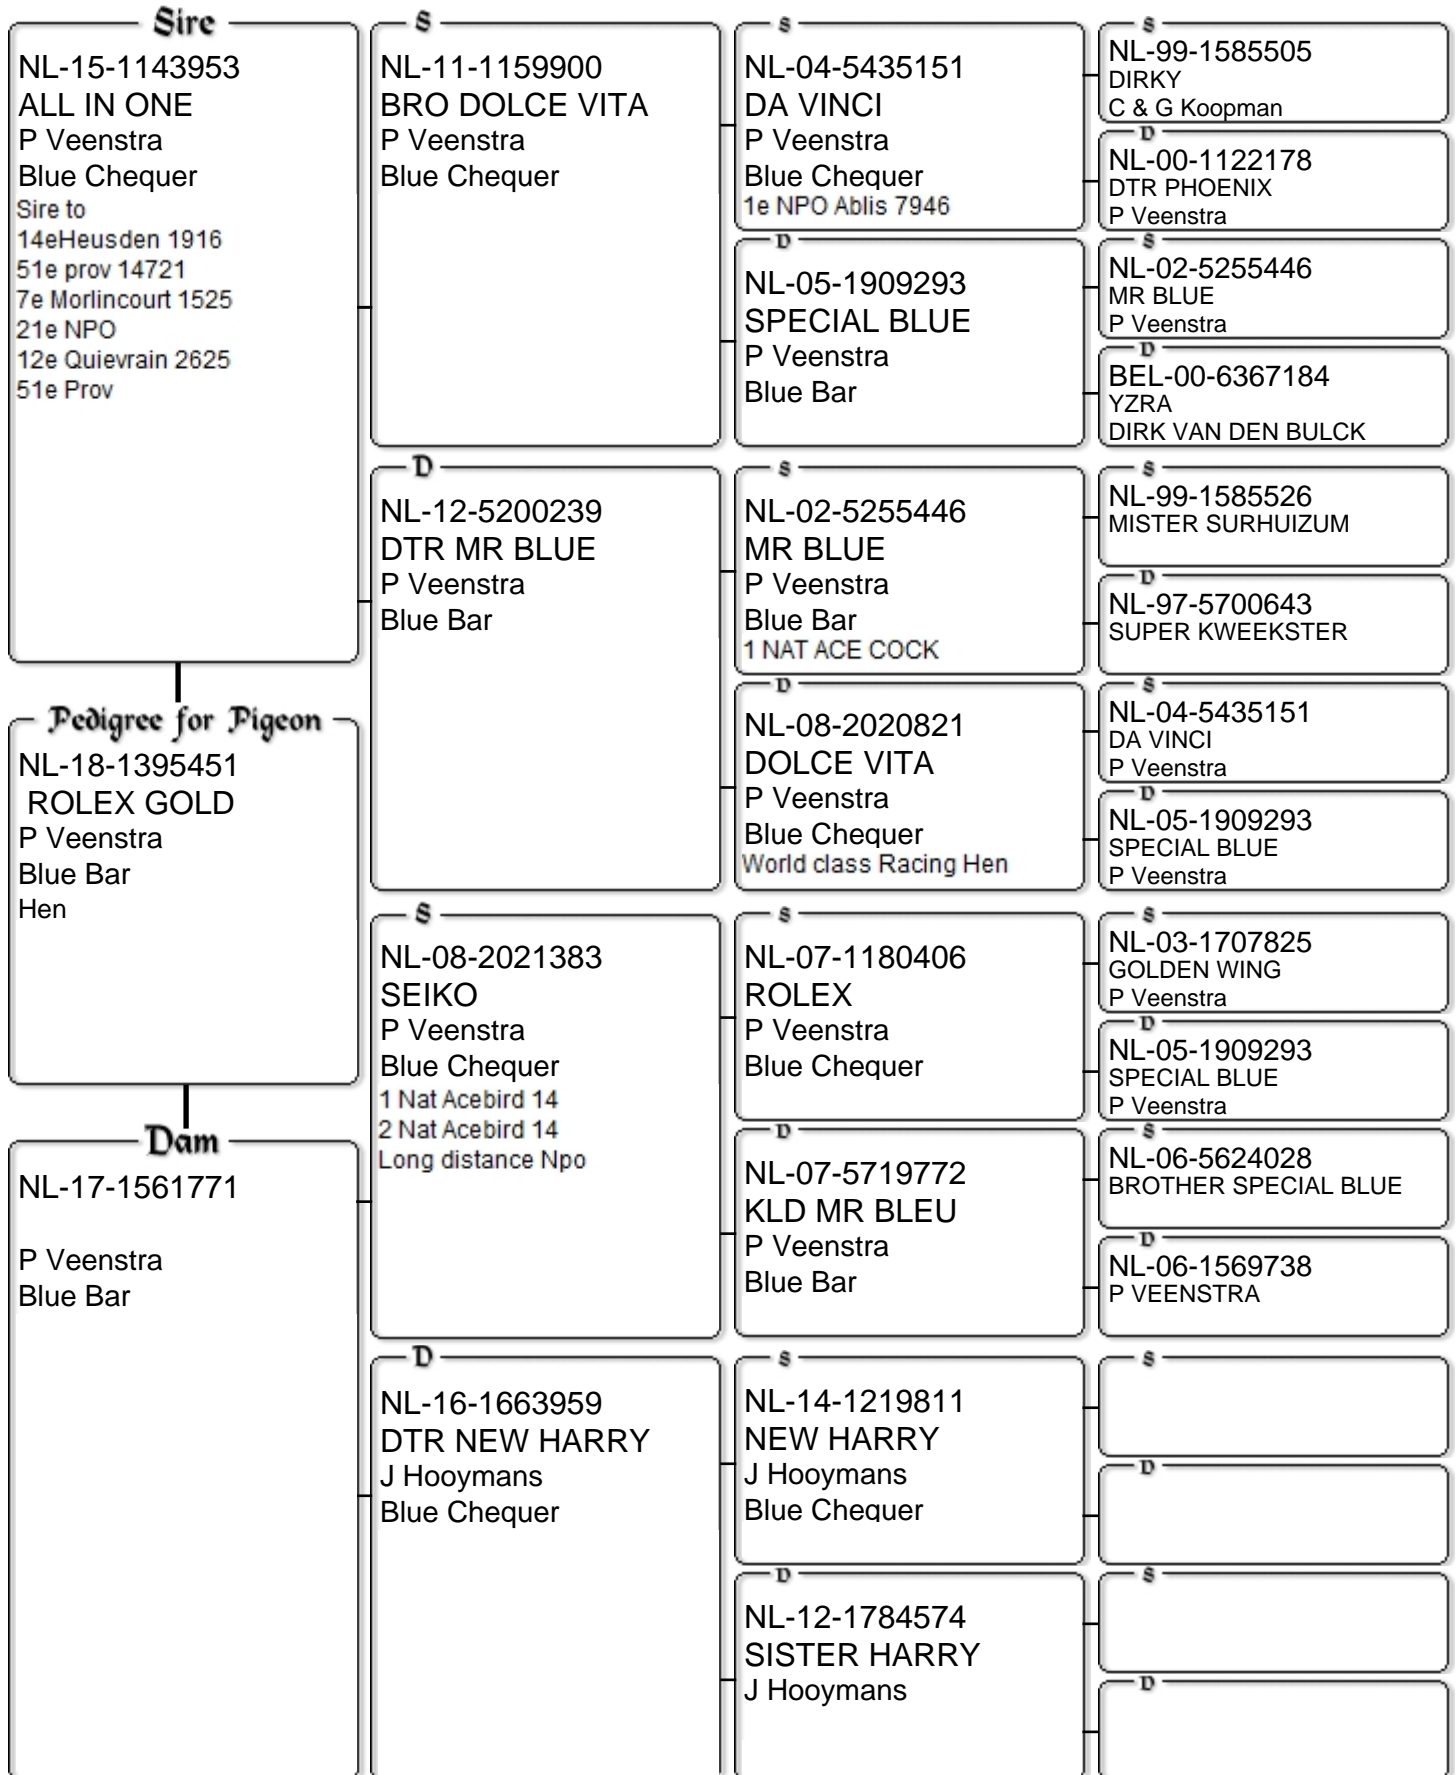 Sire
NL-15-1143953
ALL IN ONE
P Veenstra
Blue Chequer
Sire to
14eHeusden 1916
51e prov 14721
7e Morlincourt 1525
21e NPO
12e Quievrain 2625
51e Prov
Pedigree for Pigeon
NL-18-1395451
ROLEX GOLD
P Veenstra
Blue Bar
Hen
Dam
NL-17-1561771
P Veenstra
Blue Bar
S
NL-11-1159900
BRO DOLCE VITA
P Veenstra
Blue Chequer
D
NL-12-5200239
DTR MR BLUE
P Veenstra
Blue Bar
S
NL-08-2021383
SEIKO
P Veenstra
Blue Chequer
1 Nat Acebird 14
2 Nat Acebird 14
Long distance Npo
D
NL-16-1663959
DTR NEW HARRY
J Hooymans
Blue Chequer
S
NL-04-5435151
DA VINCI
P Veenstra
Blue Chequer
1e NPO Ablis 7946
D
NL-05-1909293
SPECIAL BLUE
P Veenstra
Blue Bar
S
NL-02-5255446
MR BLUE
P Veenstra
Blue Bar
1 NAT ACE COCK
D
NL-08-2020821
DOLCE VITA
P Veenstra
Blue Chequer
World class Racing Hen
S
NL-07-1180406
ROLEX
P Veenstra
Blue Chequer
D
NL-07-5719772
KLD MR BLEU
P Veenstra
Blue Bar
S
NL-14-1219811
NEW HARRY
J Hooymans
Blue Chequer
D
NL-12-1784574
SISTER HARRY
J Hooymans
S
NL-99-1585505
DIRKY
C & G Koopman
D
NL-00-1122178
DTR PHOENIX
P Veenstra
S
NL-02-5255446
MR BLUE
P Veenstra
D
BEL-00-6367184
YZRA
DIRK VAN DEN BULCK
S
NL-99-1585526
MISTER SURHUIZUM
D
NL-97-5700643
SUPER KWEEKSTER
S
NL-04-5435151
DA VINCI
P Veenstra
D
NL-05-1909293
SPECIAL BLUE
P Veenstra
S
NL-03-1707825
GOLDEN WING
P Veenstra
D
NL-05-1909293
SPECIAL BLUE
P Veenstra
S
NL-06-5624028
BROTHER SPECIAL BLUE
D
NL-06-1569738
P VEENSTRA
S
D
S
D